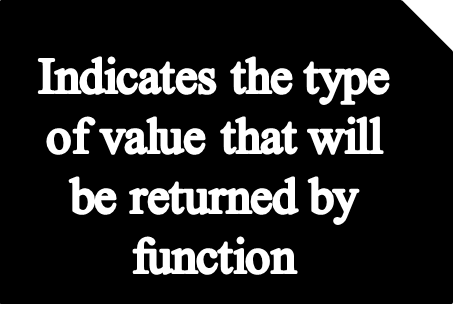 Indicates the type
of value that will
be returned by
function